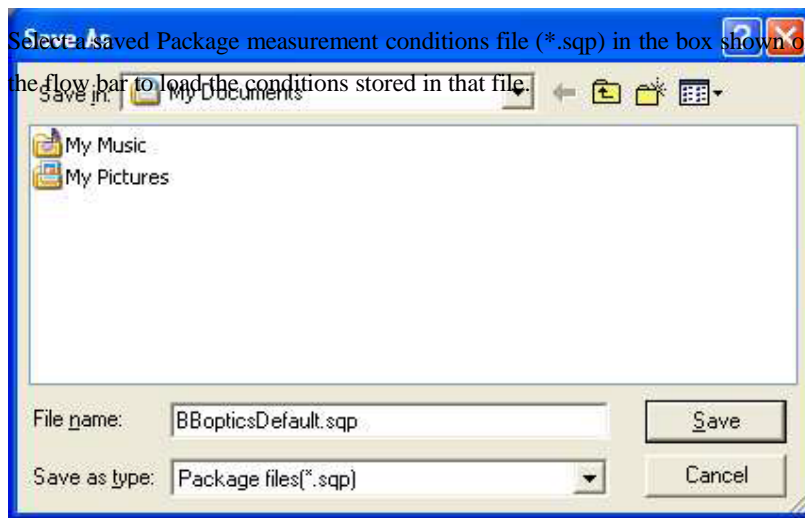 Save As
Select a saved Package measurement conditions file (*.sqp) in the box shown o
the flow bar to load the conditions stored in that file.
Save in: My Documents
My Music
My Pictures
File name: BBopticsDefault.sqp Save
Save as type: Package files(*.sqp) Cancel